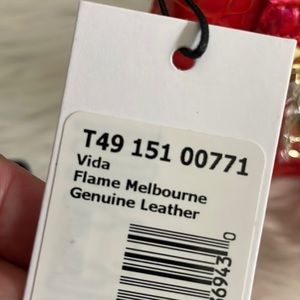 T49 151 00771
Vida
Flame Melbourne
Genuine Leather